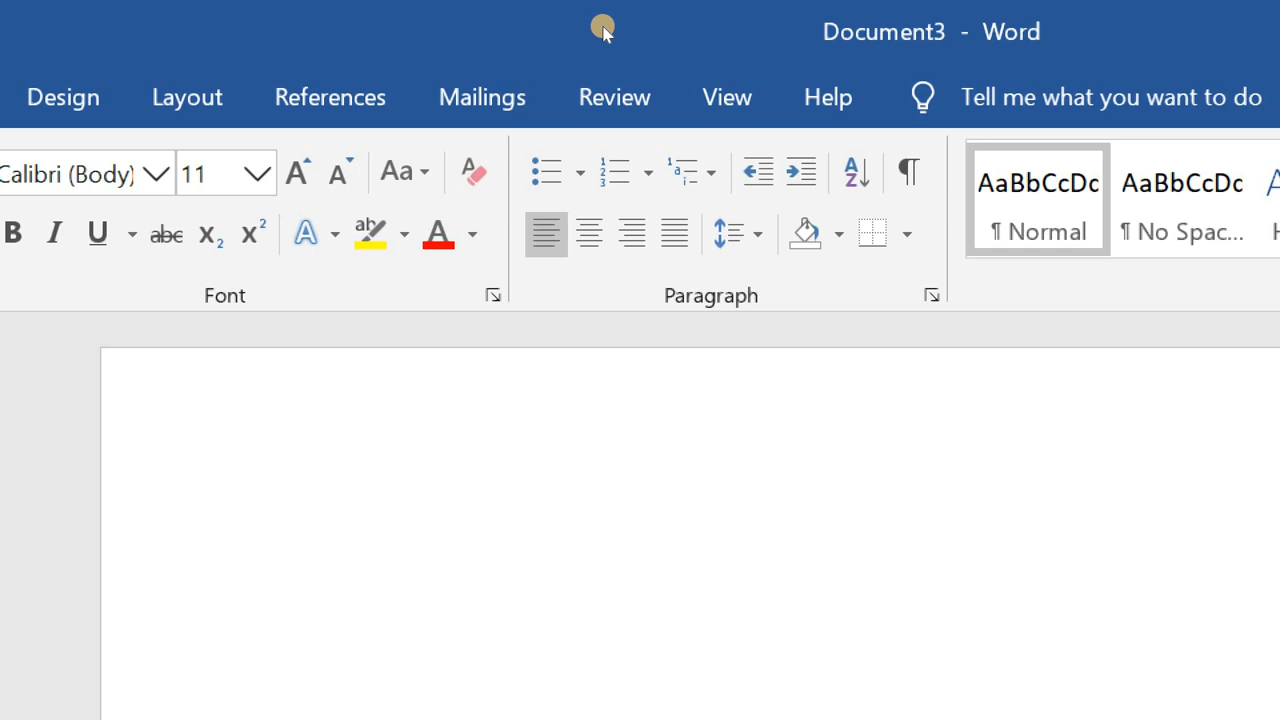 Document3 - Word
Design Layout References Mailings Review View Help Tell me what you want to do
Calibri (Body) 11 Aa
B I U abc X₂ X² A ab A
AaBbCcDc AaBbCcDc
¶ Normal ¶ No Spac...
Font Paragraph